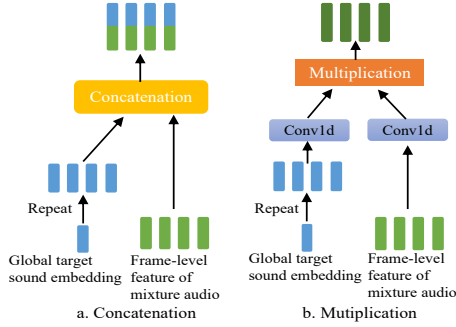 Concatenation
Repeat
Global target
sound embedding
Frame-level
feature of
mixture audio
a. Concatenation
Multiplication
Conv1d
Conv1d
Repeat
Global target
sound embedding
Frame-level
feature of
mixture audio
b. Mutiplication